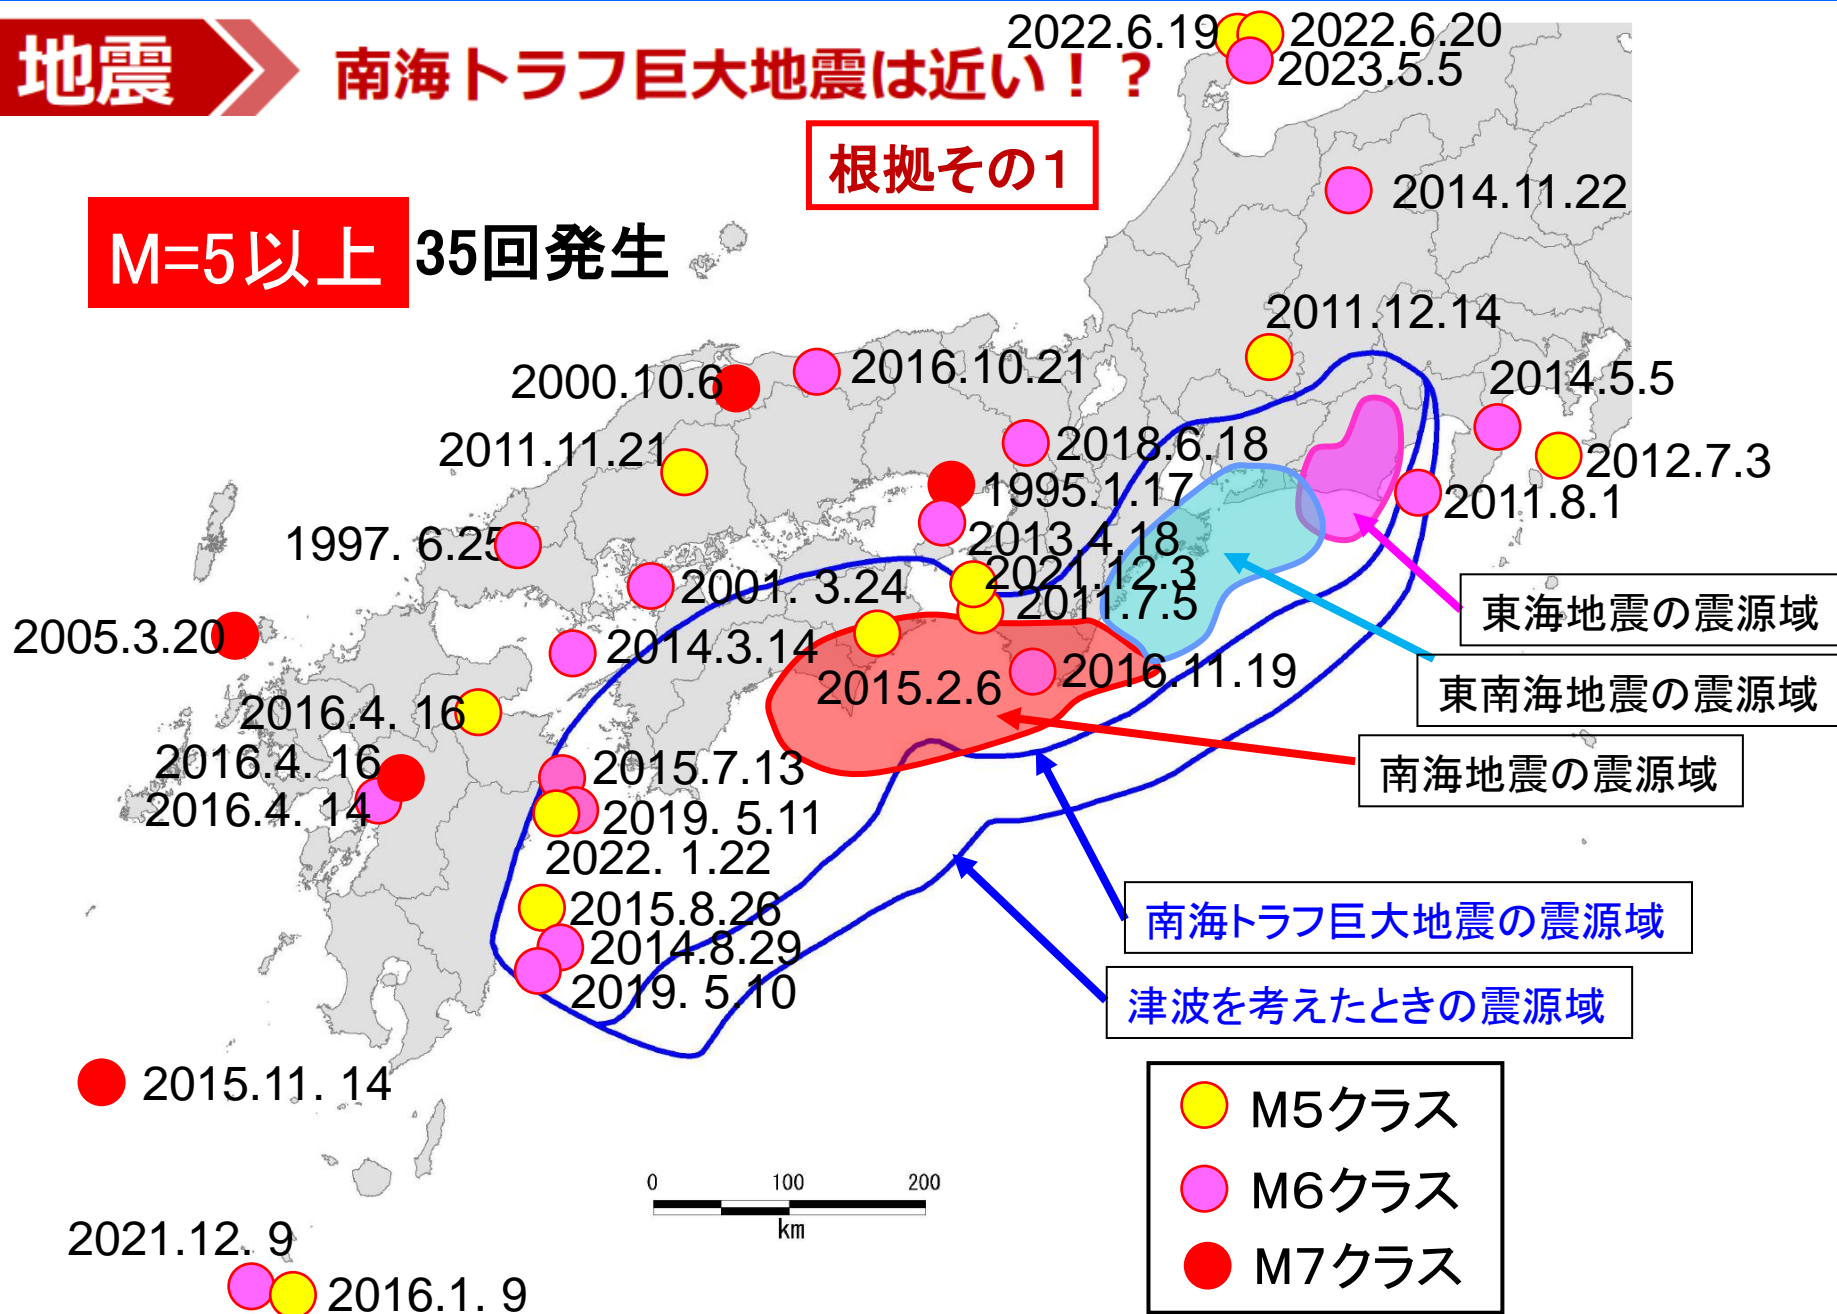 地震
南海トラフ巨大地震は近い！？
2022.6.19
2022.6.20
2023.5.5
根拠その１
2014.11.22
M=5以上
35回発生
2011.12.14
2000.10.6
2016.10.21
2014.5.5
2011.11.21
2018.6.18
2012.7.3
1995.1.17
2011.8.1
1997. 6.25
2013.4.18
2021.12.3
2001. 3.24
2011.7.5
東海地震の震源域
2005.3.20
2014.3.14
2015.2.6
2016.11.19
東南海地震の震源域
2016.4. 16
2016.4. 16
2015.7.13
南海地震の震源域
2016.4. 14
2019. 5.11
2022. 1.22
2015.8.26
南海トラフ巨大地震の震源域
2014.8.29
2019. 5.10
津波を考えたときの震源域
2015.11. 14
M５クラス
M６クラス
M７クラス
0 100 200
km
2021.12. 9
2016.1. 9